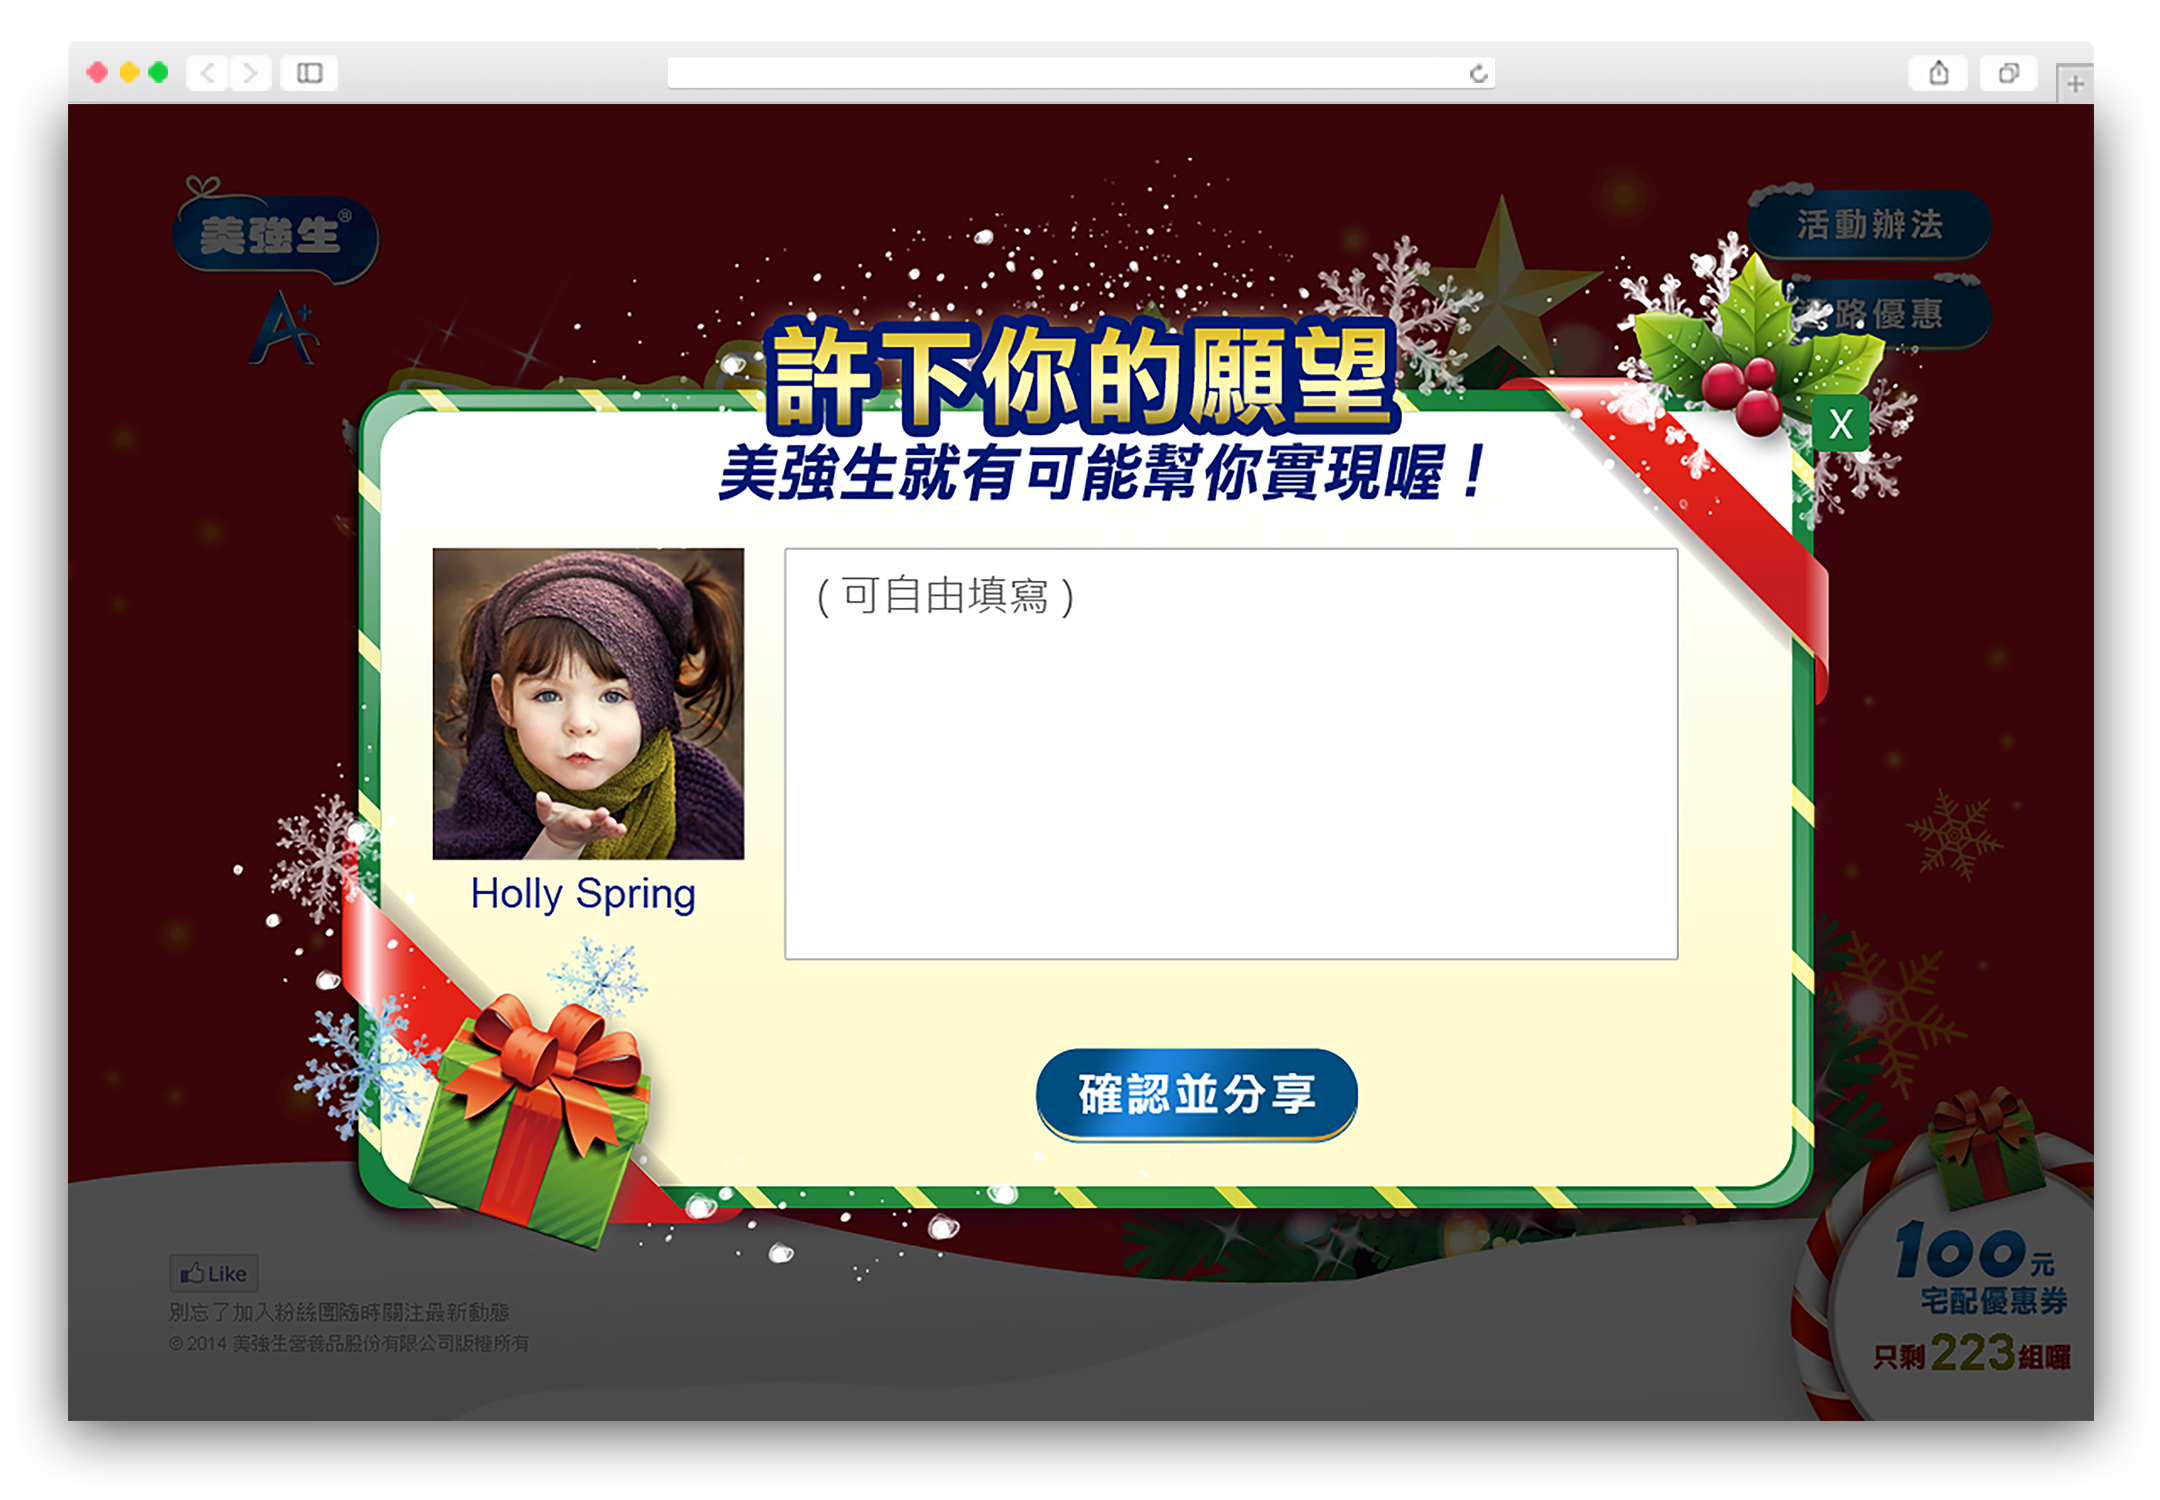 美強生®
A+
活動辦法
路優惠
許下你的願望
美強生就有可能幫你實現喔！
X
( 可自由填寫 )
Holly Spring
確認並分享
Like
別忘了加入粉絲團隨時關注最新動態
© 2014 美強生營養品股份有限公司版權所有
100元
宅配優惠券
只剩223組囉